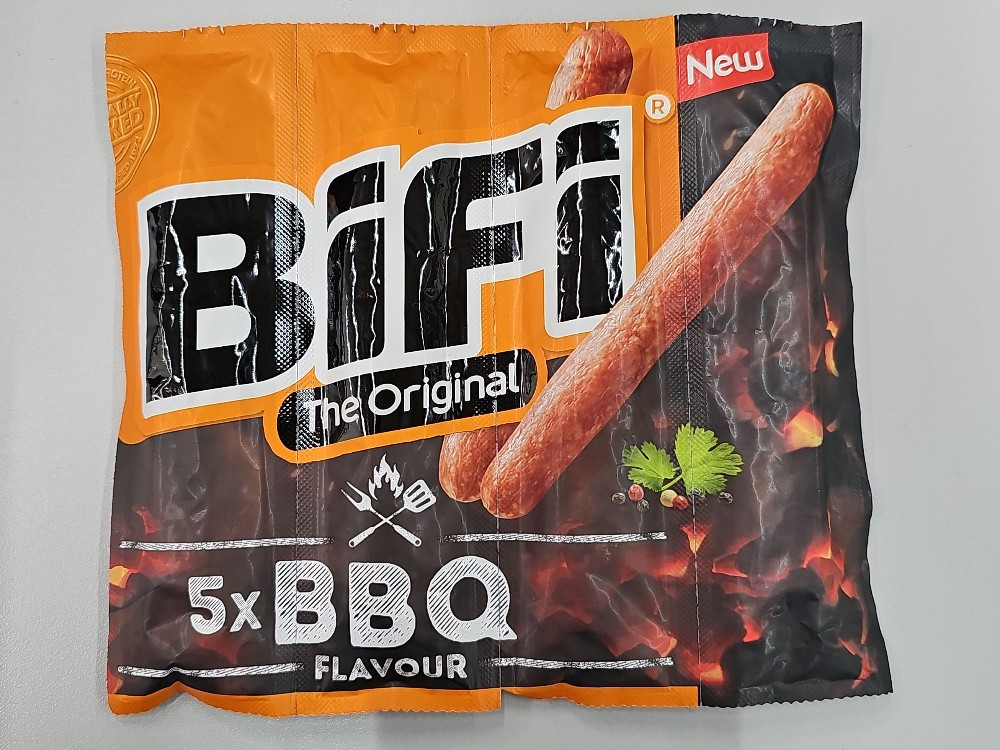 New
BiFi®
The Original
5x BBQ
FLAVOUR